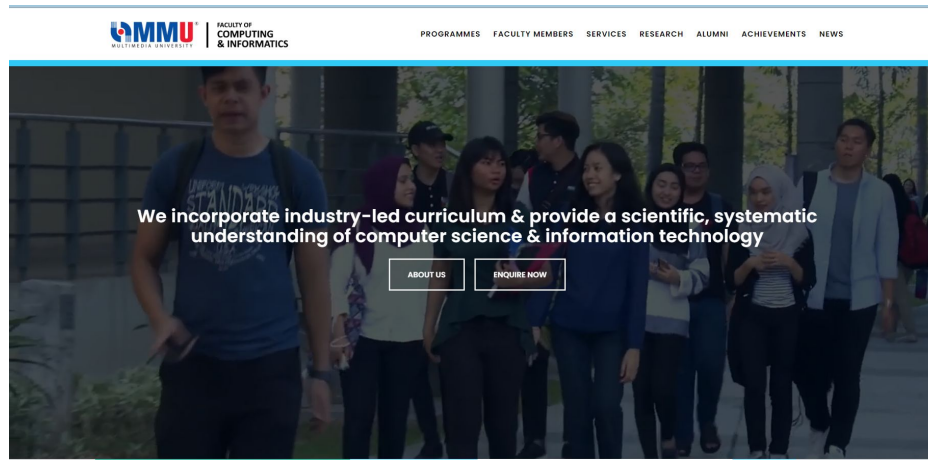 MMU®
MULTIMEDIA UNIVERSITY
FACULTY OF
COMPUTING
& INFORMATICS
PROGRAMMES FACULTY MEMBERS SERVICES RESEARCH ALUMNI ACHIEVEMENTS NEWS
STANDARD
We incorporate industry-led curriculum & provide a scientific, systematic
understanding of computer science & information technology
ABOUT US ENQUIRE NOW